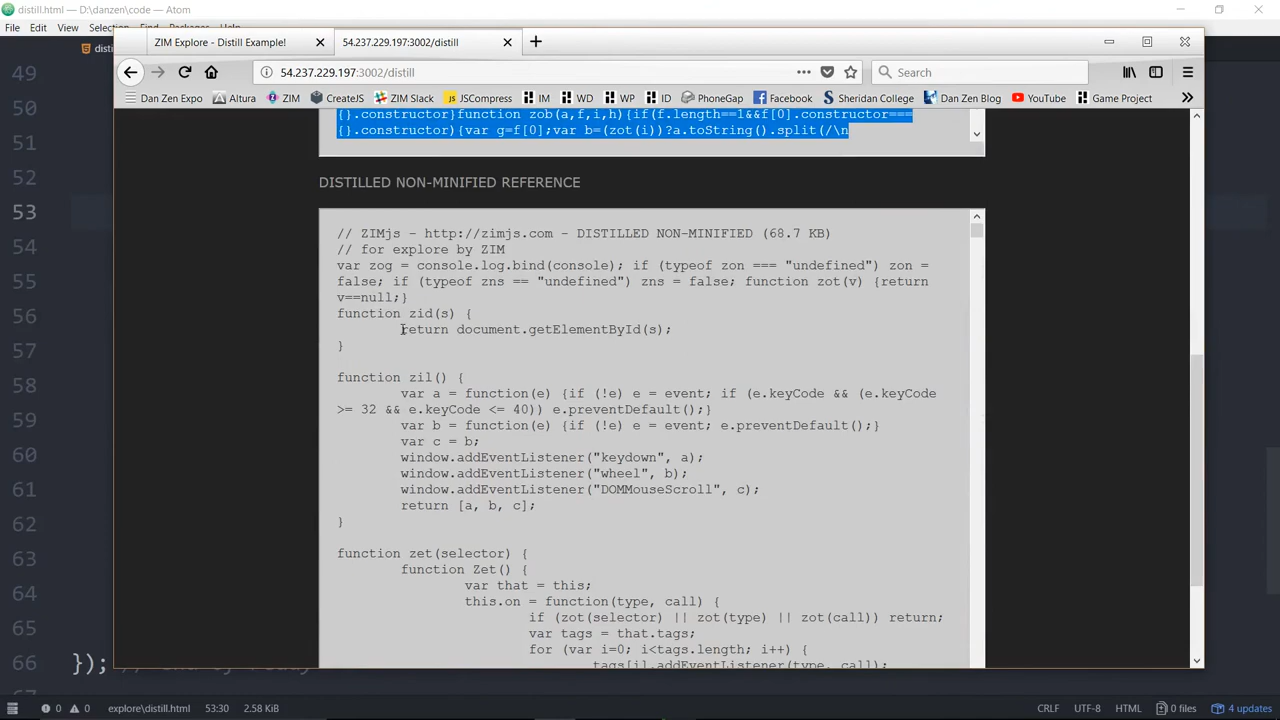 distill.html — D:\danzen\code — Atom
File Edit View Selection Find Packages Help
ZIM Explore - Distill Example!
54.237.229.197:3002/distill
54.237.229.197:3002/distill
Search
Dan Zen Expo Altura ZIM CreateJS ZIM Slack JSCompress IM WD WP PhoneGap Facebook Sheridan College Dan Zen Blog YouTube Game Project
{}.constructor}function zob(a,f,i,h){if(f.length==1&&f[0].constructor===
{}.constructor){var g=f[0];var b=(zot(i))?a.toString().split(/\n
DISTILLED NON-MINIFIED REFERENCE
// ZIMjs - http://zimjs.com - DISTILLED NON-MINIFIED (68.7 KB)
// for explore by ZIM
var zog = console.log.bind(console); if (typeof zon === "undefined") zon =
false; if (typeof zns == "undefined") zns = false; function zot(v) {return
v==null;}
function zid(s) {
return document.getElementById(s);
}
function zil() {
var a = function(e) {if (!e) e = event; if (e.keyCode && (e.keyCode
>= 32 && e.keyCode <= 40)) e.preventDefault();}
var b = function(e) {if (!e) e = event; e.preventDefault();}
var c = b;
window.addEventListener("keydown", a);
window.addEventListener("wheel", b);
window.addEventListener("DOMMouseScroll", c);
return [a, b, c];
}
function zet(selector) {
function Zet() {
var that = this;
this.on = function(type, call) {
if (zot(selector) || zot(type) || zot(call)) return;
var tags = that.tags;
for (var i=0; i<tags.length; i++) {
tags[i].addEventListener(type, call);
49
50
51
52
53
54
55
56
57
58
59
60
61
62
63
64
65
66 });
67
0 0 explore\distill.html 53:30 2.58 KiB CRLF UTF-8 HTML 0 files 4 updates